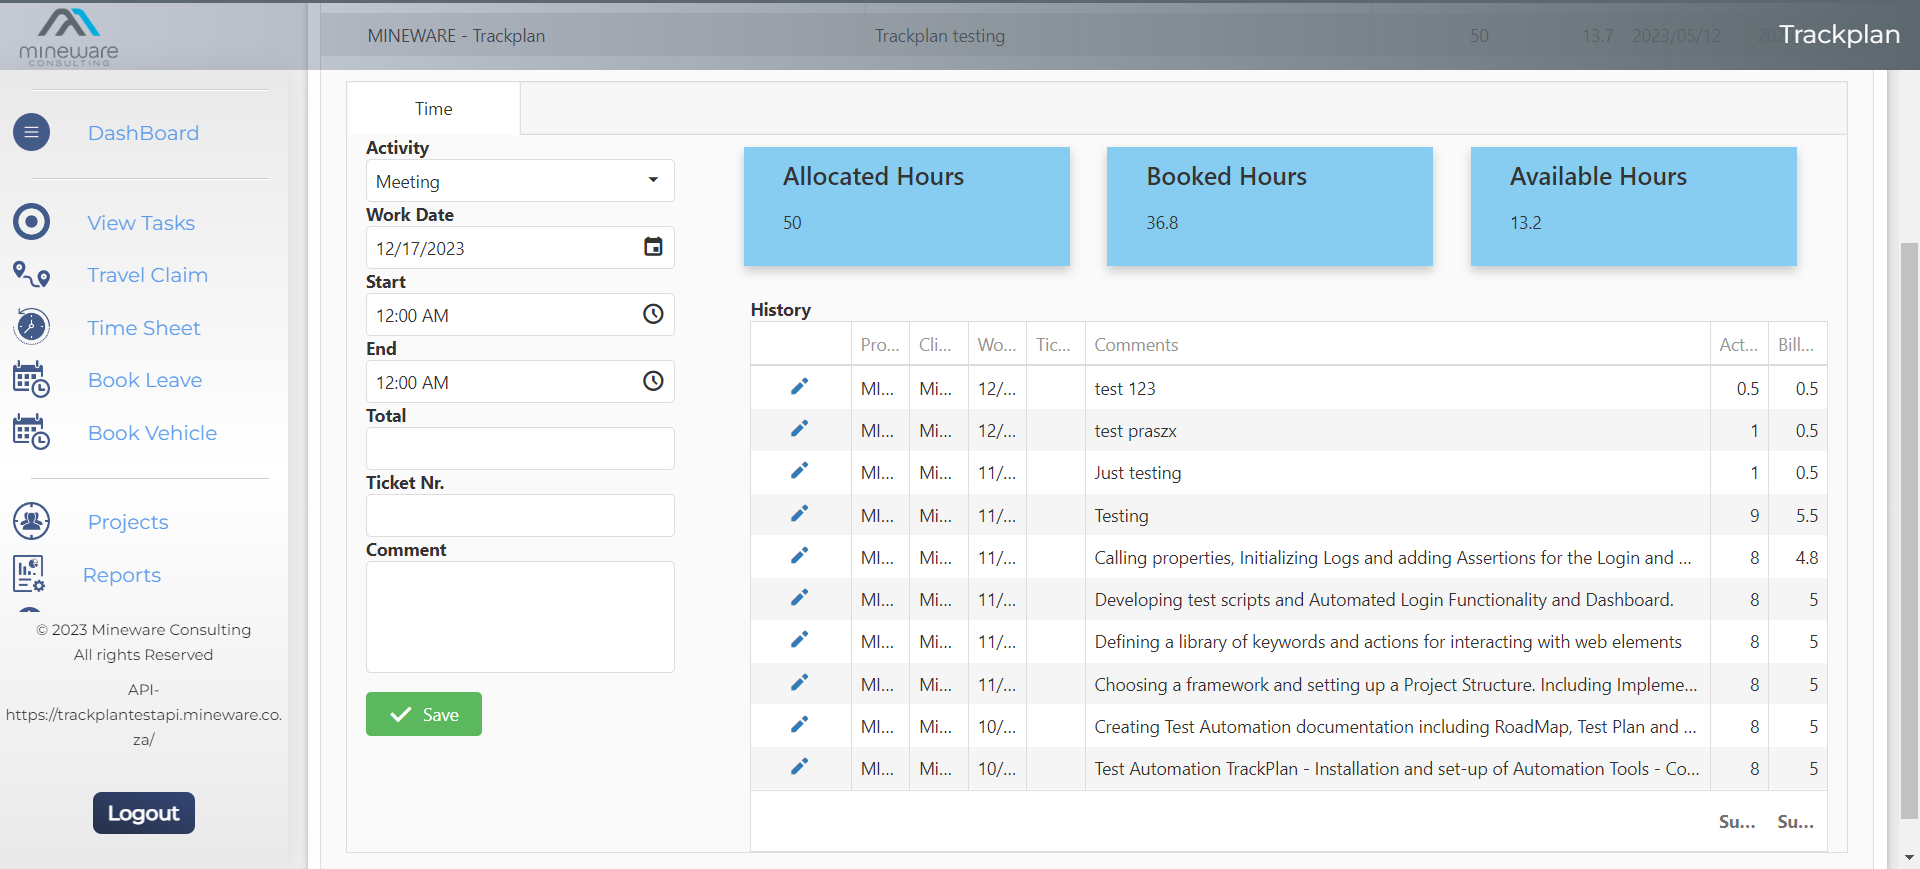 mineware
CONSULTING
MINEWARE - Trackplan
Trackplan testing
50
13.7
2023/05/12
Trackplan
DashBoard
View Tasks
Travel Claim
Time Sheet
Book Leave
Book Vehicle
Projects
Reports
© 2023 Mineware Consulting
All rights Reserved
API-
https://trackplantestapi.mineware.co.
za/
Logout
Time
Activity
Meeting
Work Date
12/17/2023
Start
12:00 AM
End
12:00 AM
Total
Ticket Nr.
Comment
Save
Allocated Hours
50
Booked Hours
36.8
Available Hours
13.2
History
Pro... Cli... Wo... Tic... Comments Act... Bill...
MI... Mi... 12/... test 123 0.5 0.5
MI... Mi... 12/... test praszx 1 0.5
MI... Mi... 11/... Just testing 1 0.5
MI... Mi... 11/... Testing 9 5.5
MI... Mi... 11/... Calling properties, Initializing Logs and adding Assertions for the Login and ... 8 4.8
MI... Mi... 11/... Developing test scripts and Automated Login Functionality and Dashboard. 8 5
MI... Mi... 11/... Defining a library of keywords and actions for interacting with web elements 8 5
MI... Mi... 11/... Choosing a framework and setting up a Project Structure. Including Impleme... 8 5
MI... Mi... 10/... Creating Test Automation documentation including RoadMap, Test Plan and ... 8 5
MI... Mi... 10/... Test Automation TrackPlan - Installation and set-up of Automation Tools - Co... 8 5
Su... Su...